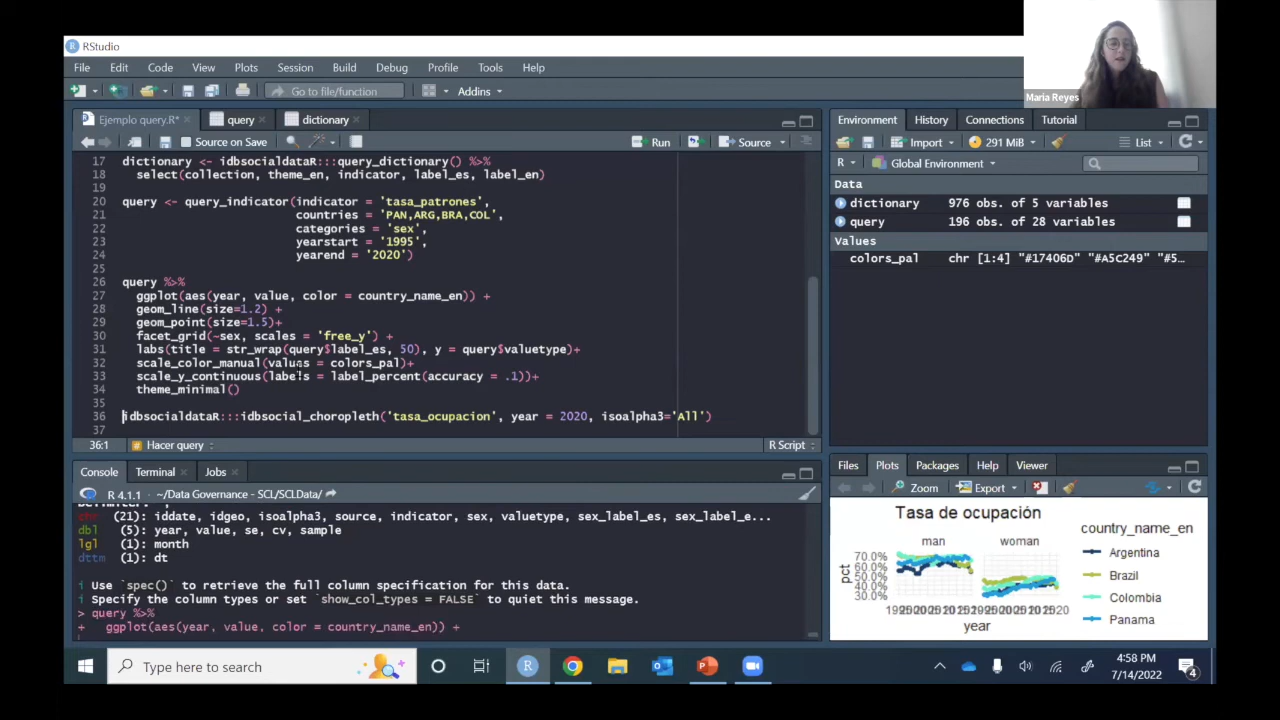 RStudio
File Edit Code View Plots Session Build Debug Profile Tools Help
Go to file/function Addins
Maria Reyes
Ejemplo query.R* query dictionary
Source on Save Run Source
17 dictionary <- idbsocialdataR:::query_dictionary() %>%
18 select(collection, theme_en, indicator, label_es, label_en)
19
20 query <- query_indicator(indicator = 'tasa_patrones',
21 countries = 'PAN,ARG,BRA,COL',
22 categories = 'sex',
23 yearstart = '1995',
24 yearend = '2020')
25
26 query %>%
27 ggplot(aes(year, value, color = country_name_en)) +
28 geom_line(size=1.2) +
29 geom_point(size=1.5)+
30 facet_grid(~sex, scales = 'free_y') +
31 labs(title = str_wrap(query$label_es, 50), y = query$valuetype)+
32 scale_color_manual(values = colors_pal)+
33 scale_y_continuous(labels = label_percent(accuracy = .1))+
34 theme_minimal()
35
36 idbsocialdataR:::idbsocial_choropleth('tasa_ocupacion', year = 2020, isoalpha3='All')
37
36:1 Hacer query R Script
Console Terminal Jobs
R 4.1.1 · ~/Data Governance - SCL/SCLData/
chr (21): iddate, idgeo, isoalpha3, source, indicator, sex, valuetype, sex_label_es, sex_label_e...
dbl (5): year, value, se, cv, sample
lgl (1): month
dttm (1): dt
i Use `spec()` to retrieve the full column specification for this data.
i Specify the column types or set `show_col_types = FALSE` to quiet this message.
> query %>%
+ ggplot(aes(year, value, color = country_name_en)) +
Environment History Connections Tutorial
Import 291 MiB List
R Global Environment
Data
dictionary 976 obs. of 5 variables
query 196 obs. of 28 variables
Values
colors_pal chr [1:4] "#17406D" "#A5C249" "#5...
Files Plots Packages Help Viewer
Zoom Export
Tasa de ocupación
man woman
70.0%
60.0%
50.0%
40.0%
30.0%
pct
year
country_name_en
Argentina
Brazil
Colombia
Panama
Type here to search
4:58 PM
7/14/2022
4